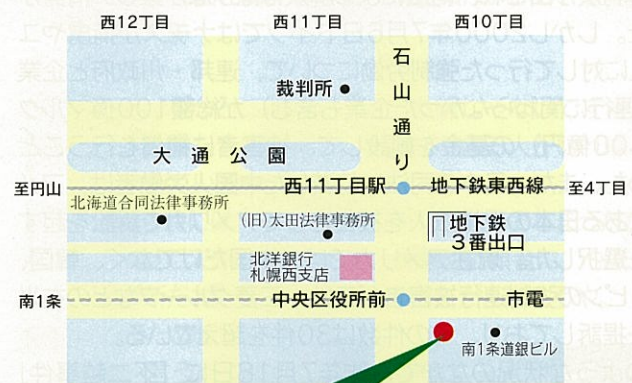 西12丁目 西11丁目 西10丁目
石山通り
裁判所
大通公園
至円山 西11丁目駅 地下鉄東西線 至4丁目
北海道合同法律事務所
(旧)太田法律事務所
地下鉄
3番出口
北洋銀行
札幌西支店
南1条 中央区役所前 市電
南1条道銀ビル